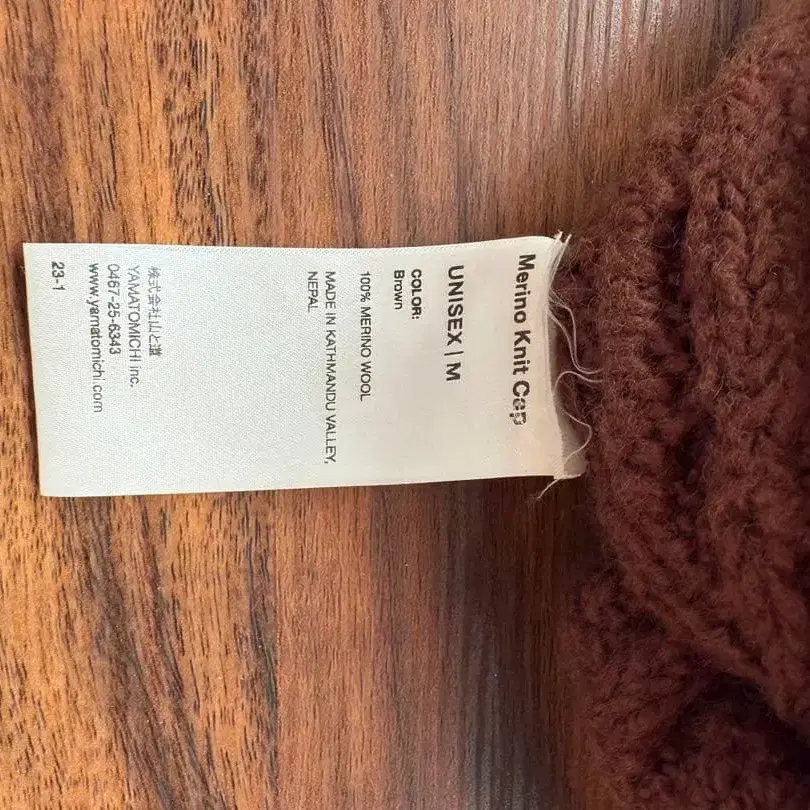 Merino Knit Cap
UNISEX | M
COLOR:
Brown
100% MERINO WOOL
MADE IN KATHMANDU VALLEY,
NEPAL
株式会社山と道
YAMATOMICHI inc.
0467-25-6343
www.yamatomichi.com
23-1